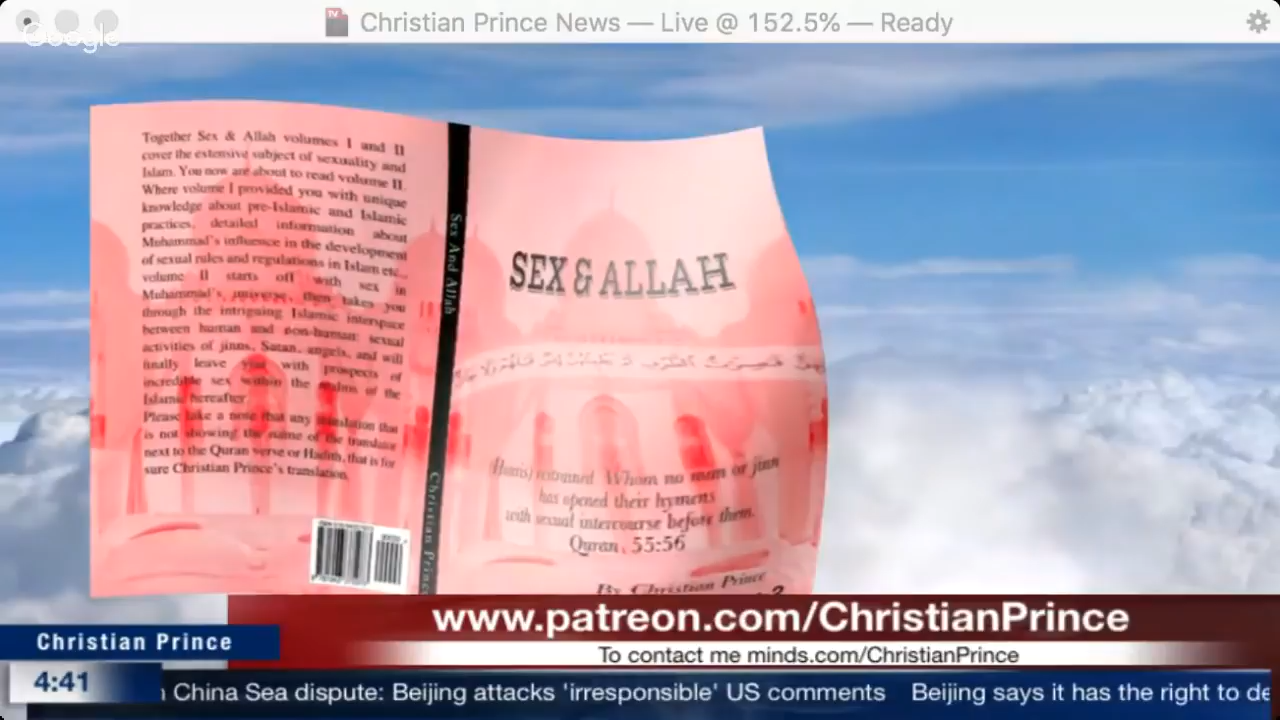 Christian Prince News — Live @ 152.5% — Ready
Google
Together Sex & Allah volumes I and II
cover the extensive subject of sexuality and
Islam. You now are about to read volume II.
Where volume I provided you with unique
knowledge about pre-Islamic and Islamic
practices, detailed information about
Muhammad's influence in the development
of sexual rules and regulations in Islam etc..,
volume II starts off with sex in
Muhammad's universe, then takes you
through the intriguing Islamic interspace
between human and non-human: sexual
activities of jinns, Satan, angels, and will
finally leave you with prospects of
incredible sex within the realms of the
Islamic hereafter.
Please take a note that any translation that
is not showing the name of the translator
next to the Quran verse or Hadith, that is for
sure Christian Prince's translation.
Sex And Allah
Christian Princ
SEX & ALLAH
restrained Whom no man or jinn
has opened their hymens
with sexual intercourse before them.
Quran, 55:56
By Christian Prince
2
www.patreon.com/ChristianPrince
To contact me minds.com/ChristianPrince
Christian Prince
4:41
China Sea dispute: Beijing attacks 'irresponsible' US comments Beijing says it has the right to de